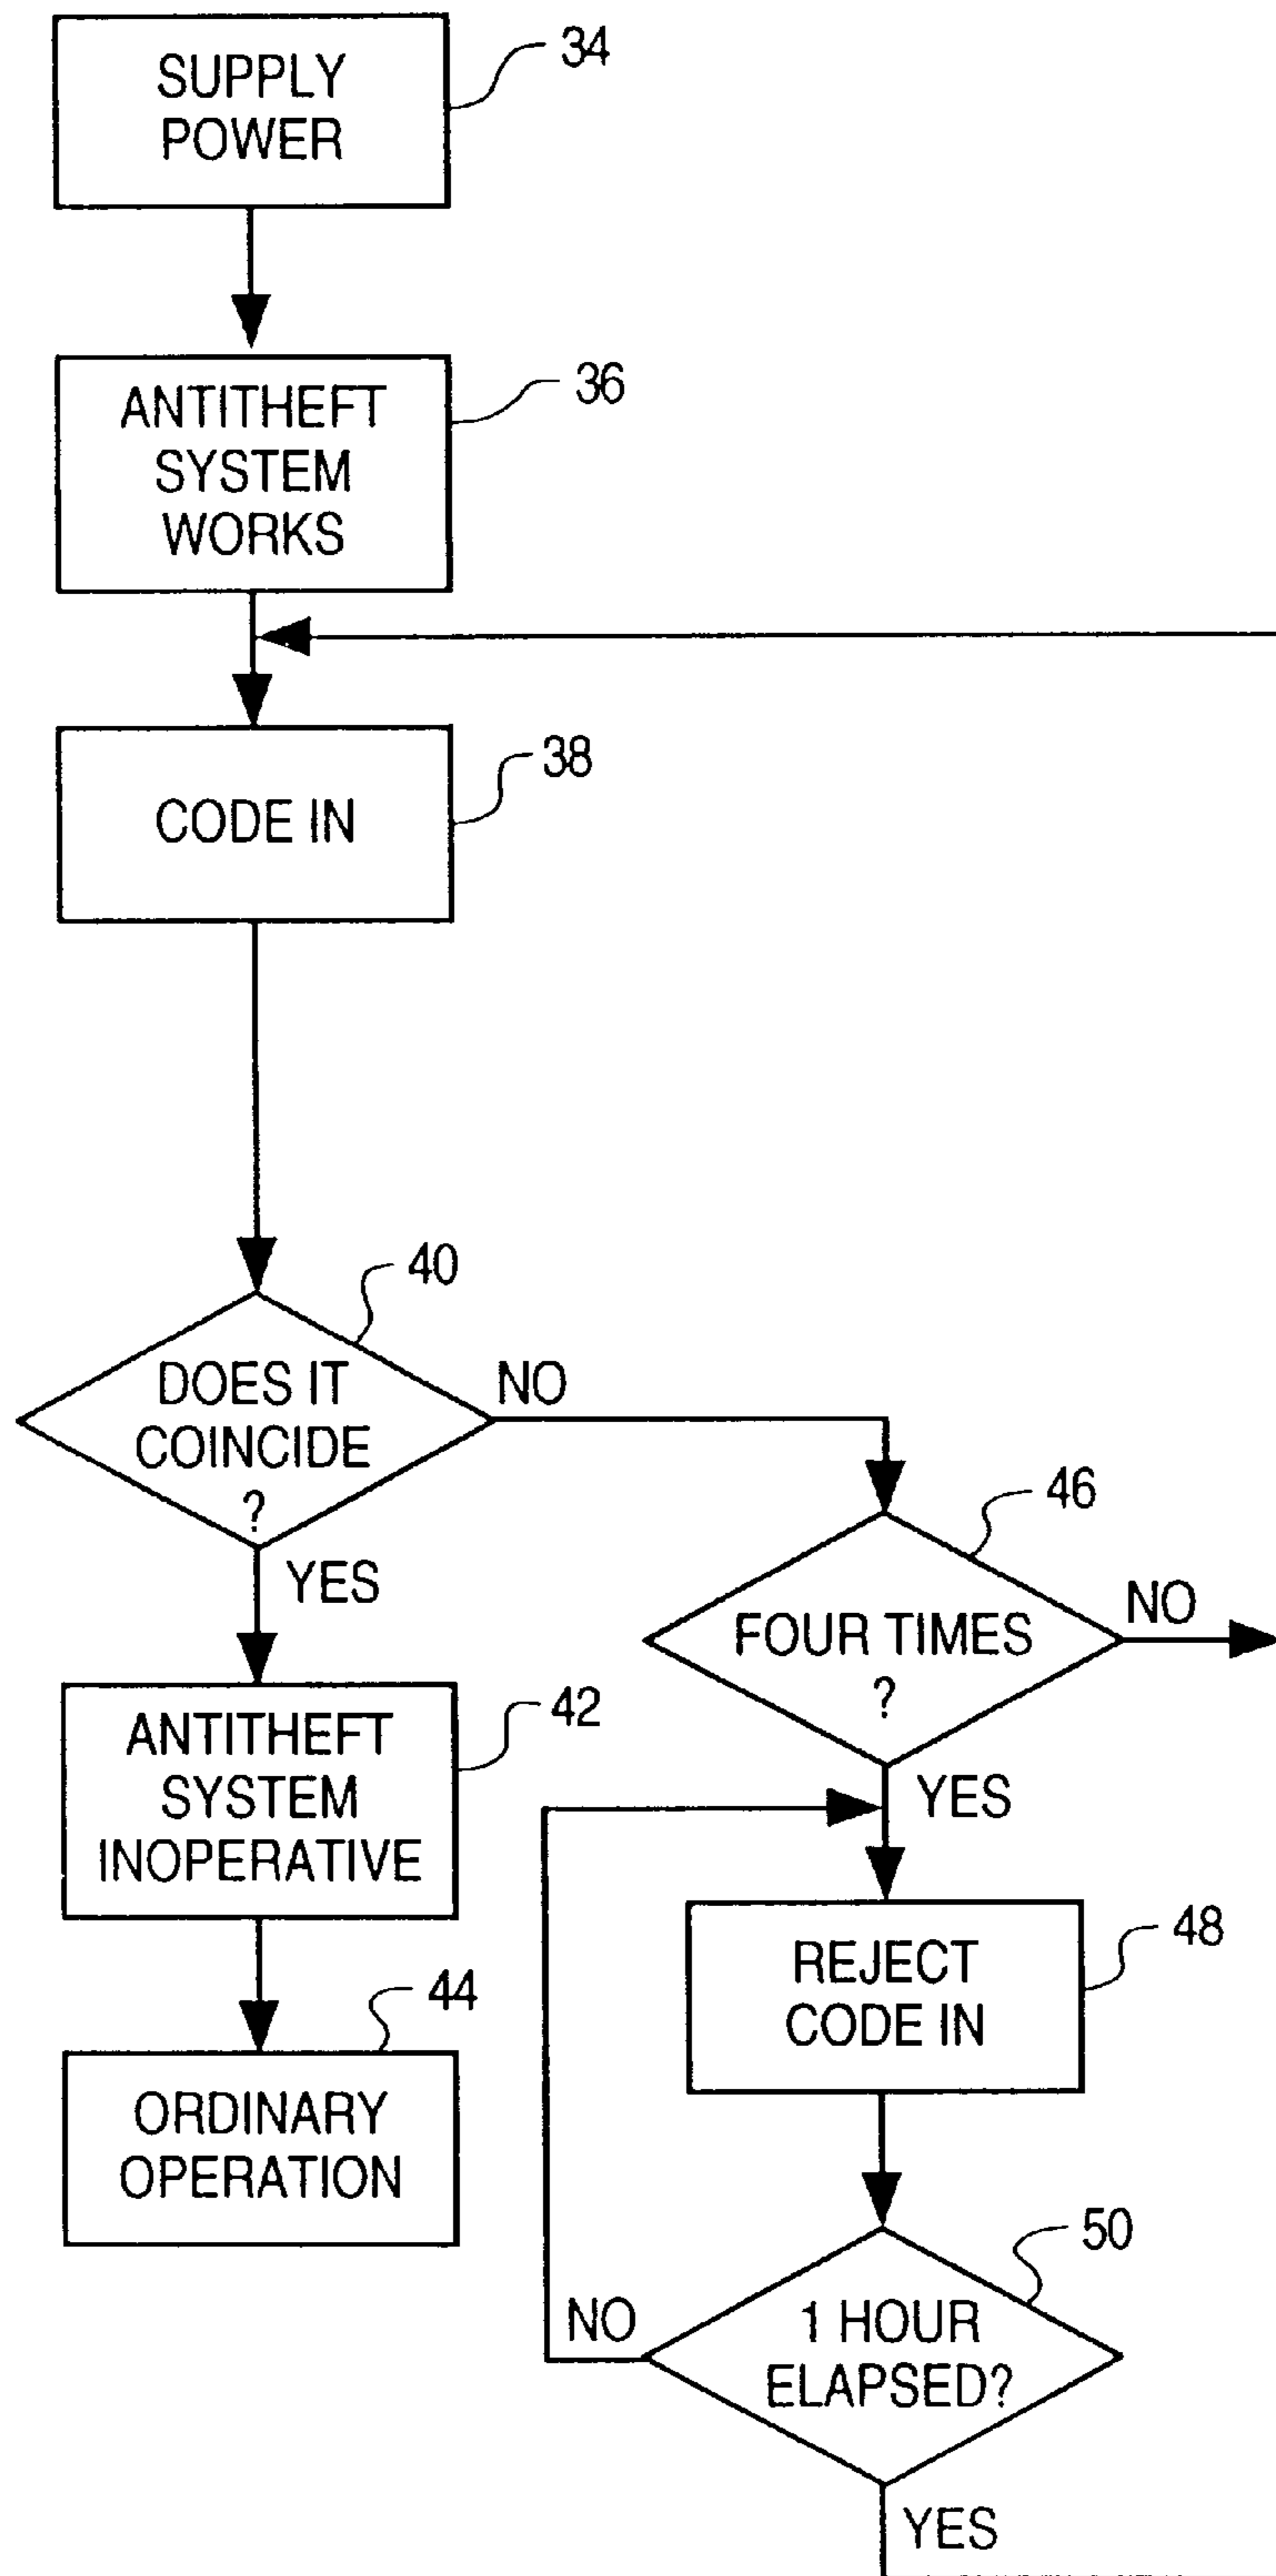 SUPPLY
POWER
34
ANTITHEFT
SYSTEM
WORKS
36
CODE IN
38
DOES IT
COINCIDE
?
40
NO
YES
FOUR TIMES
?
46
NO
YES
ANTITHEFT
SYSTEM
INOPERATIVE
42
REJECT
CODE IN
48
ORDINARY
OPERATION
44
1 HOUR
ELAPSED?
50
NO
YES